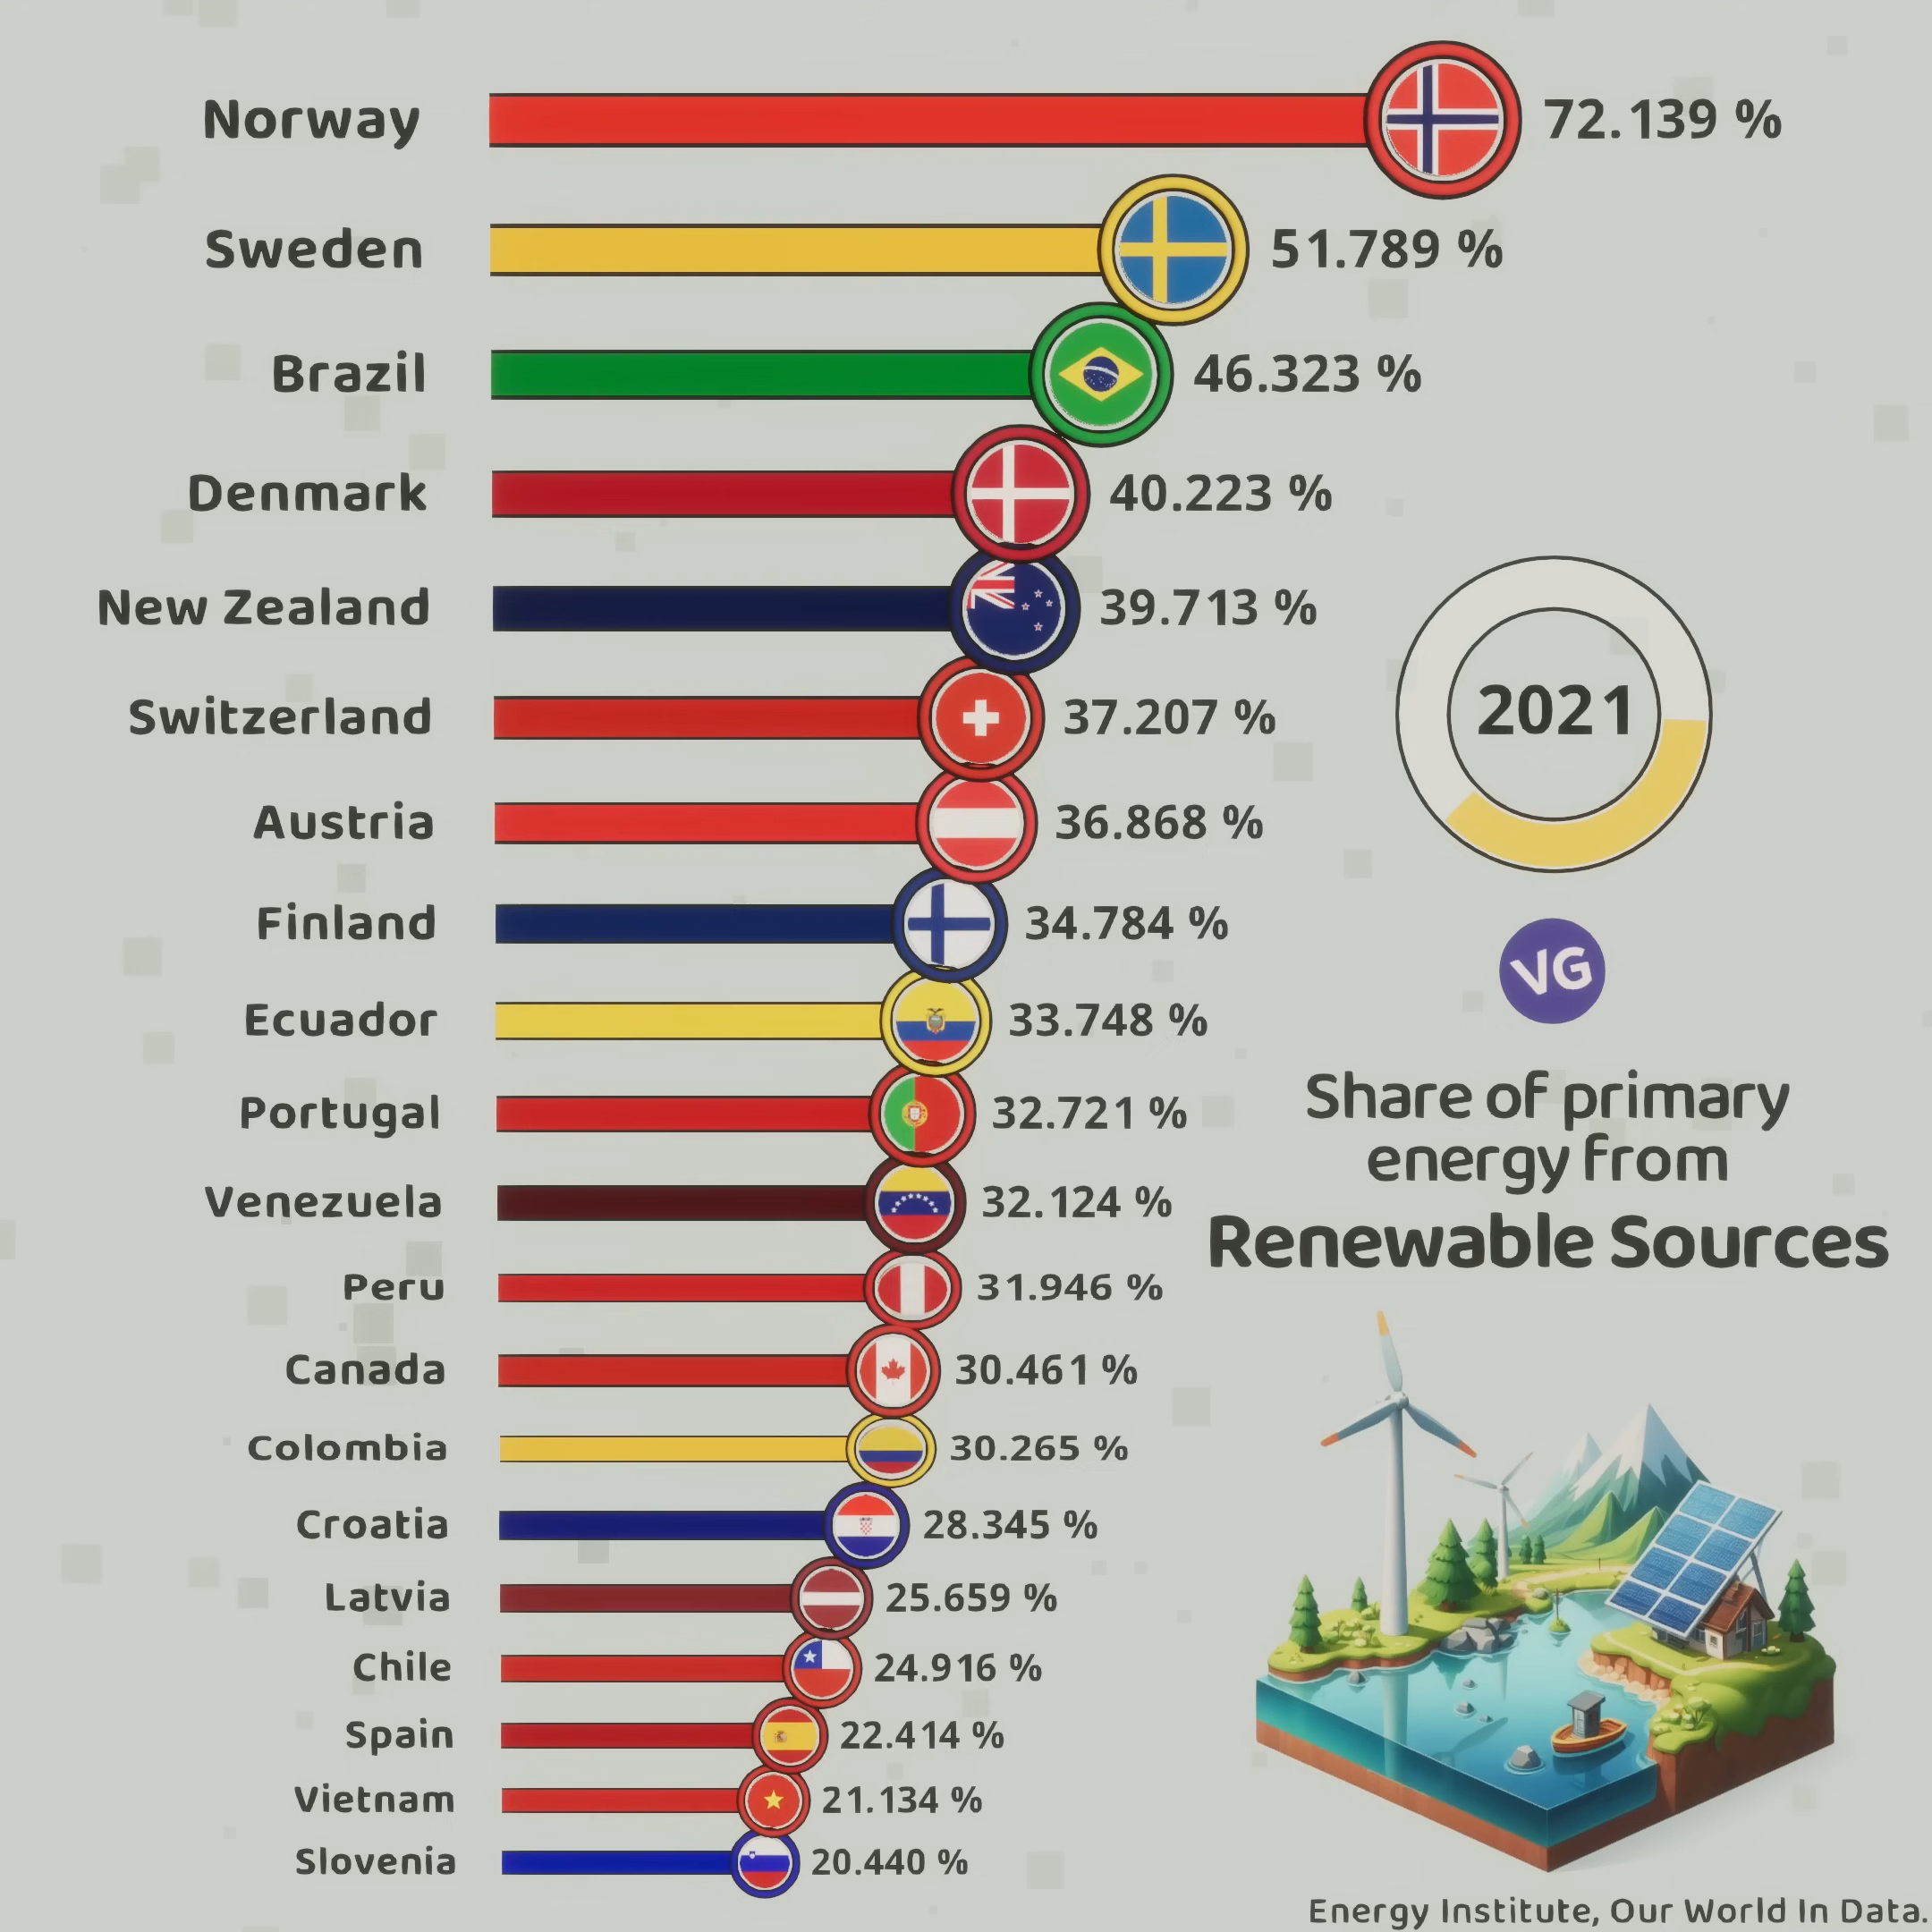 Norway 72.139 %
Sweden 51.789 %
Brazil 46.323 %
Denmark 40.223 %
New Zealand 39.713 %
Switzerland 37.207 %
Austria 36.868 %
Finland 34.784 %
Ecuador 33.748 %
Portugal 32.721 %
Venezuela 32.124 %
Peru 31.946 %
Canada 30.461 %
Colombia 30.265 %
Croatia 28.345 %
Latvia 25.659 %
Chile 24.916 %
Spain 22.414 %
Vietnam 21.134 %
Slovenia 20.440 %
2021
VG
Share of primary
energy from
Renewable Sources
Energy Institute, Our World In Data.